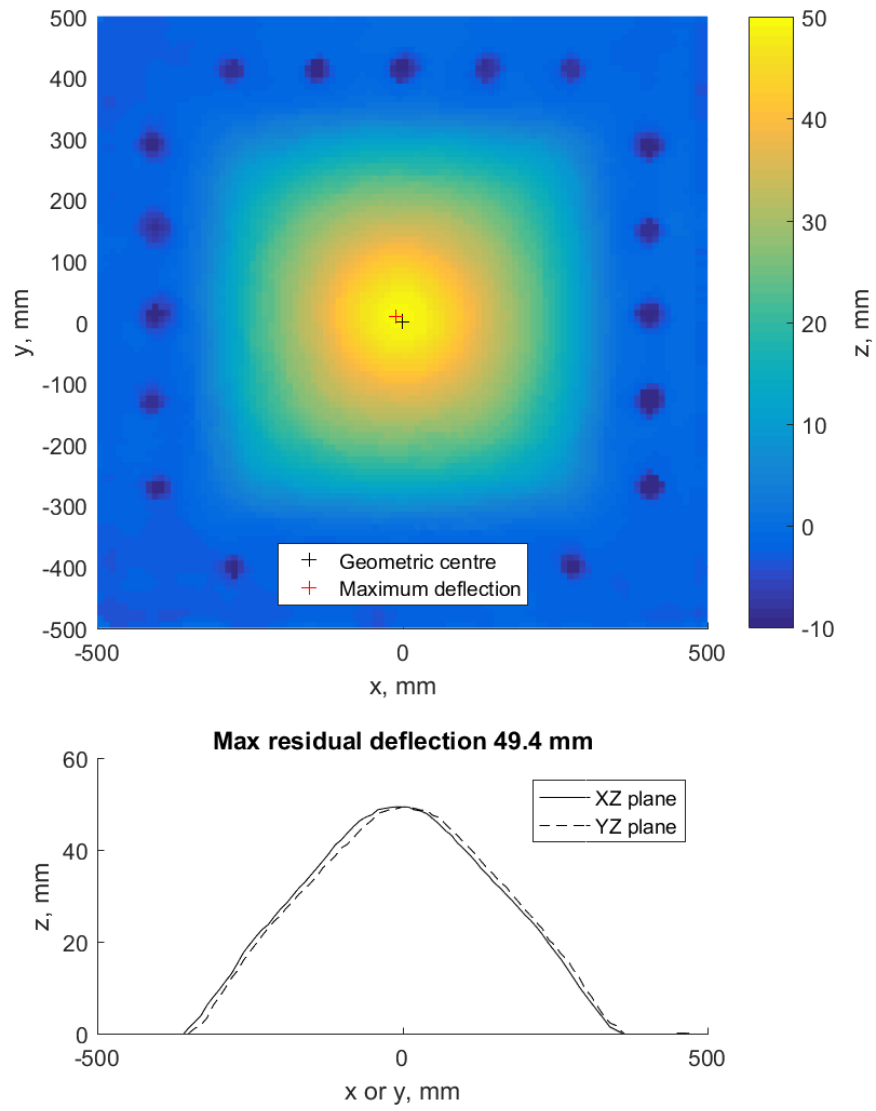 500
400
300
200
100
0
-100
-200
-300
-400
-500
y, mm
-500
0
500
x, mm
Geometric centre
Maximum deflection
50
40
30
20
10
0
-10
z, mm
Max residual deflection 49.4 mm
60
40
20
0
z, mm
XZ plane
YZ plane
-500
0
500
x or y, mm